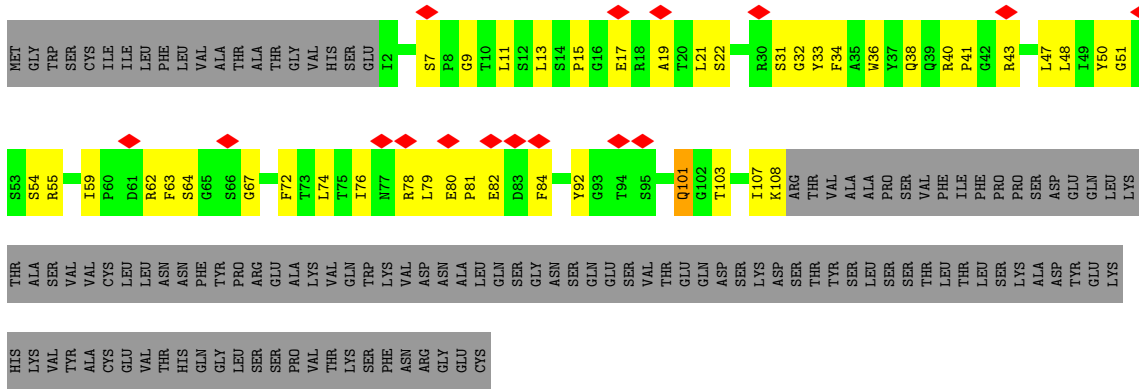 MET GLY TRP SER CYS ILE ILE LEU PHE LEU VAL ALA THR ALA THR GLY VAL HIS SER GLU I2 S7 P8 G9 T10 L11 S12 L13 S14 P15 G16 E17 R18 A19 T20 L21 S22 R30 S31 G32 Y33 F34 A35 W36 Y37 Q38 Q39 R40 P41 G42 R43 L47 L48 I49 Y50 G51
S53 S54 R55 I59 P60 D61 R62 F63 S64 G65 S66 G67 F72 T73 L74 T75 I76 N77 R78 L79 E80 P81 E82 D83 F84 Y92 G93 T94 S95 Q101 G102 T103 I107 K108 ARG THR VAL ALA ALA PRO SER VAL PHE ILE PHE PRO PRO SER ASP GLU GLN LEU LYS
THR ALA SER VAL VAL CYS LEU LEU ASN ASN PHE TYR PRO ARG GLU ALA LYS VAL GLN TRP LYS VAL ASP ASN ALA LEU GLN SER GLY ASN SER GLN GLU SER VAL THR GLU GLN ASP SER LYS ASP SER THR TYR SER LEU SER SER THR LEU THR LEU SER LYS ALA ASP TYR GLU LYS
HIS LYS VAL TYR ALA CYS GLU VAL THR HIS GLN GLY LEU SER SER PRO VAL THR LYS SER PHE ASN ARG GLY GLU CYS